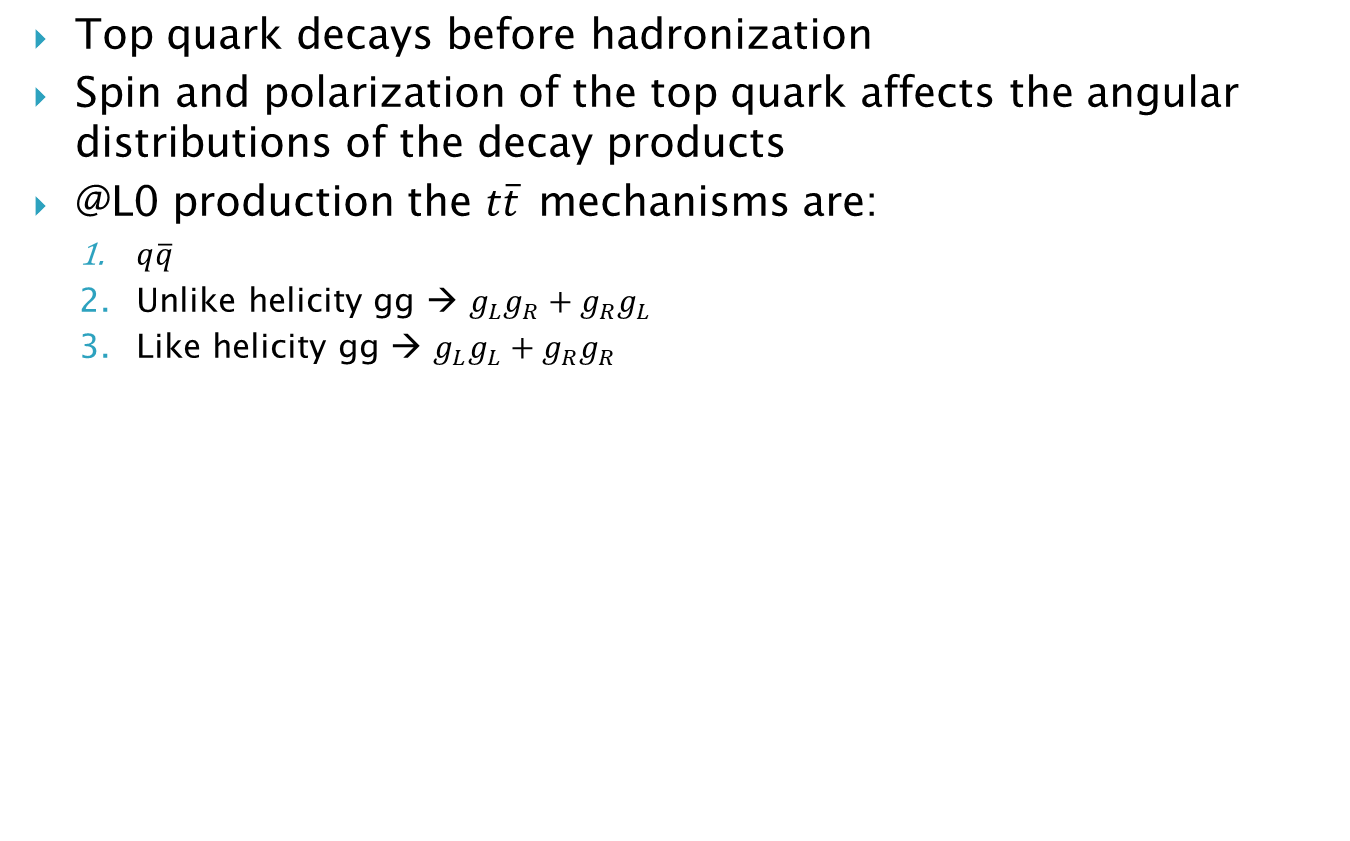 Top quark decays before hadronization
Spin and polarization of the top quark affects the angular
distributions of the decay products
@L0 production the tt̄ mechanisms are:
1. qq̄
2. Unlike helicity gg → g_L g_R + g_R g_L
3. Like helicity gg → g_L g_L + g_R g_R